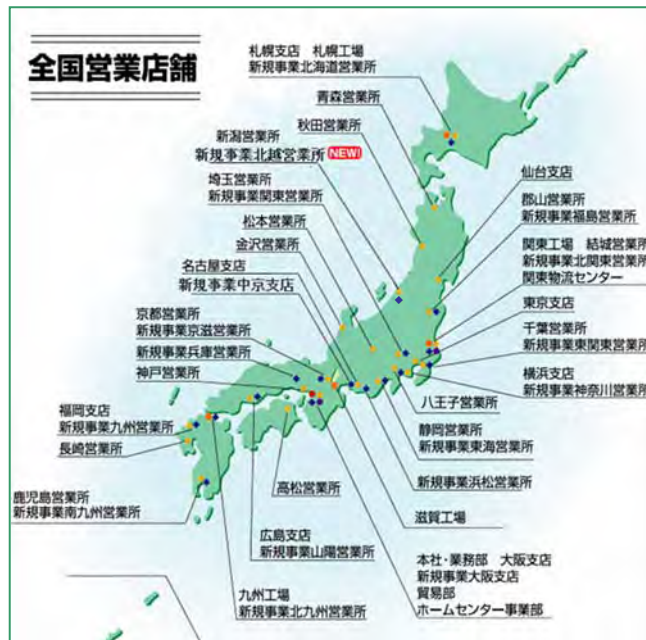 全国営業店舗
札幌支店 札幌工場
新規事業北海道営業所
青森営業所
秋田営業所
新潟営業所
新規事業北越営業所 NEW!
埼玉営業所
新規事業関東営業所
松本営業所
金沢営業所
名古屋支店
新規事業中京支店
京都営業所
新規事業京滋営業所
新規事業兵庫営業所
神戸営業所
福岡支店
新規事業九州営業所
長崎営業所
鹿児島営業所
新規事業南九州営業所
仙台支店
郡山営業所
新規事業福島営業所
関東工場 結城営業所
新規事業北関東営業所
関東物流センター
東京支店
千葉営業所
新規事業東関東営業所
横浜支店
新規事業神奈川営業所
八王子営業所
静岡営業所
新規事業東海営業所
新規事業浜松営業所
滋賀工場
高松営業所
広島支店
新規事業山陽営業所
九州工場
新規事業北九州営業所
本社・業務部 大阪支店
新規事業大阪支店
貿易部
ホームセンター事業部